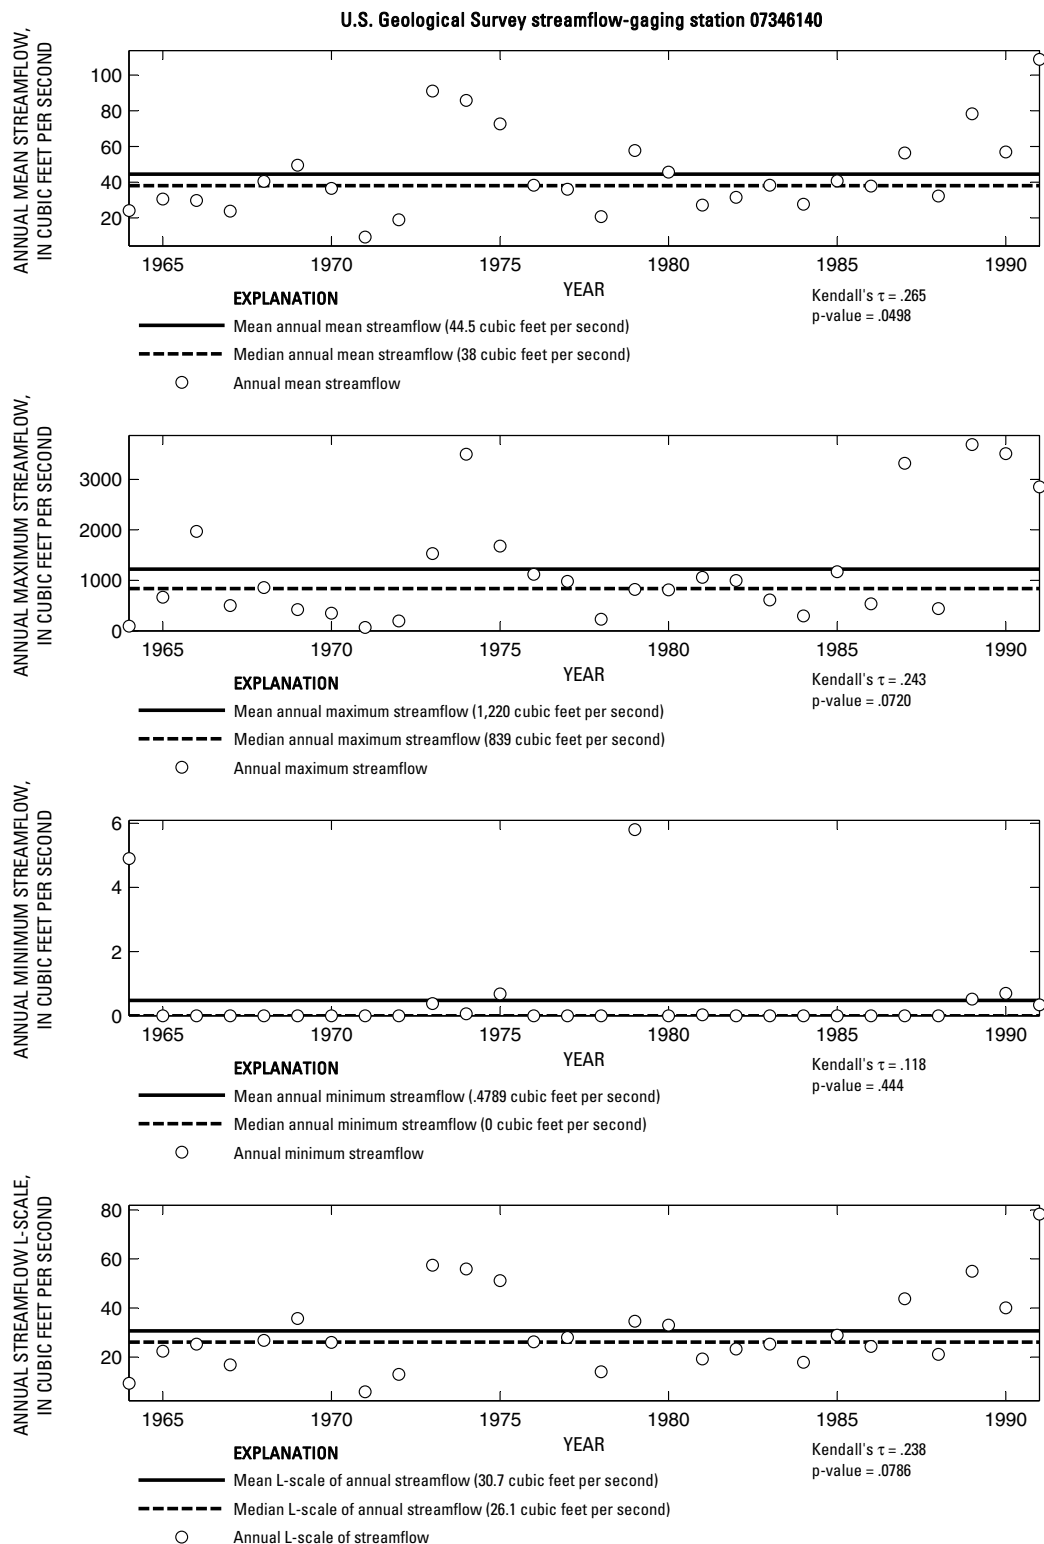 U.S. Geological Survey streamflow-gaging station 07346140
ANNUAL MEAN STREAMFLOW,
IN CUBIC FEET PER SECOND
100
80
60
40
20
1965 1970 1975 1980 1985 1990
YEAR
EXPLANATION
Mean annual mean streamflow (44.5 cubic feet per second)
Median annual mean streamflow (38 cubic feet per second)
Annual mean streamflow
Kendall's τ = .265
p-value = .0498
ANNUAL MAXIMUM STREAMFLOW,
IN CUBIC FEET PER SECOND
3000
2000
1000
0
1965 1970 1975 1980 1985 1990
YEAR
EXPLANATION
Mean annual maximum streamflow (1,220 cubic feet per second)
Median annual maximum streamflow (839 cubic feet per second)
Annual maximum streamflow
Kendall's τ = .243
p-value = .0720
ANNUAL MINIMUM STREAMFLOW,
IN CUBIC FEET PER SECOND
6
4
2
0
1965 1970 1975 1980 1985 1990
YEAR
EXPLANATION
Mean annual minimum streamflow (.4789 cubic feet per second)
Median annual minimum streamflow (0 cubic feet per second)
Annual minimum streamflow
Kendall's τ = .118
p-value = .444
ANNUAL STREAMFLOW L-SCALE,
IN CUBIC FEET PER SECOND
80
60
40
20
1965 1970 1975 1980 1985 1990
YEAR
EXPLANATION
Mean L-scale of annual streamflow (30.7 cubic feet per second)
Median L-scale of annual streamflow (26.1 cubic feet per second)
Annual L-scale of streamflow
Kendall's τ = .238
p-value = .0786